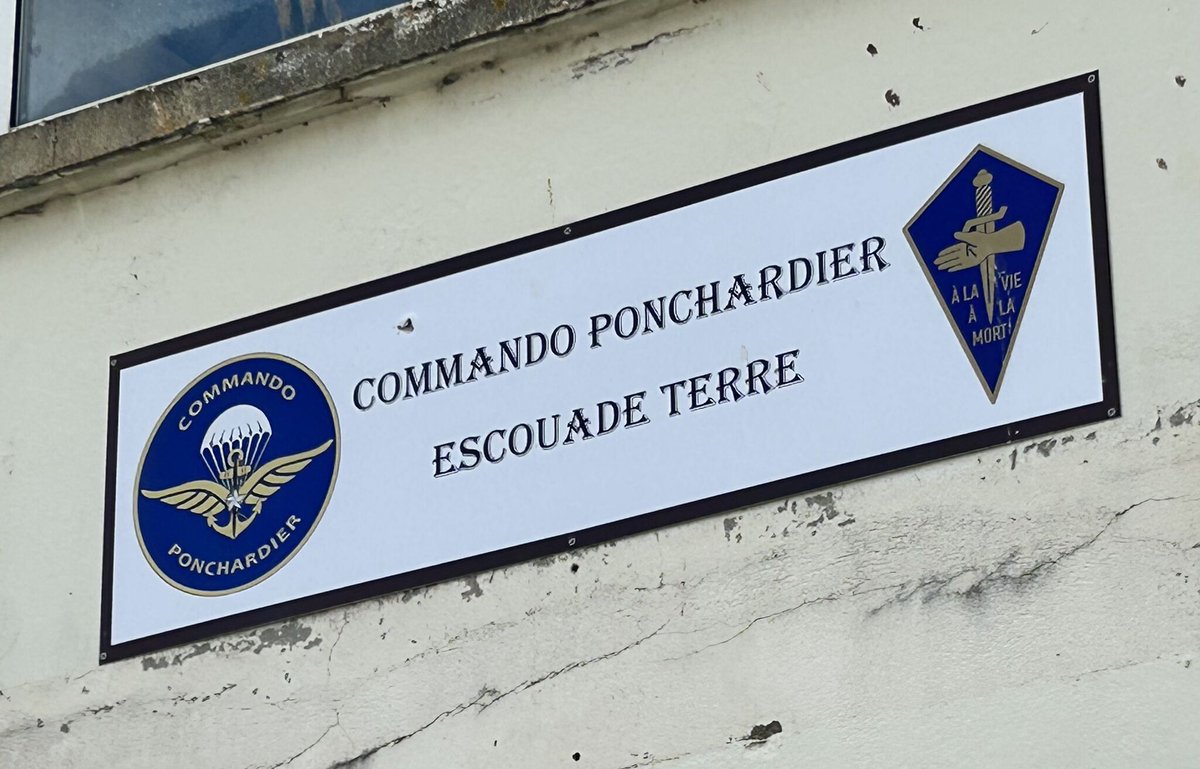 COMMANDO
PONCHARDIER
COMMANDO PONCHARDIER
ESCOUADE TERRE
À LA VIE
À LA
MORT